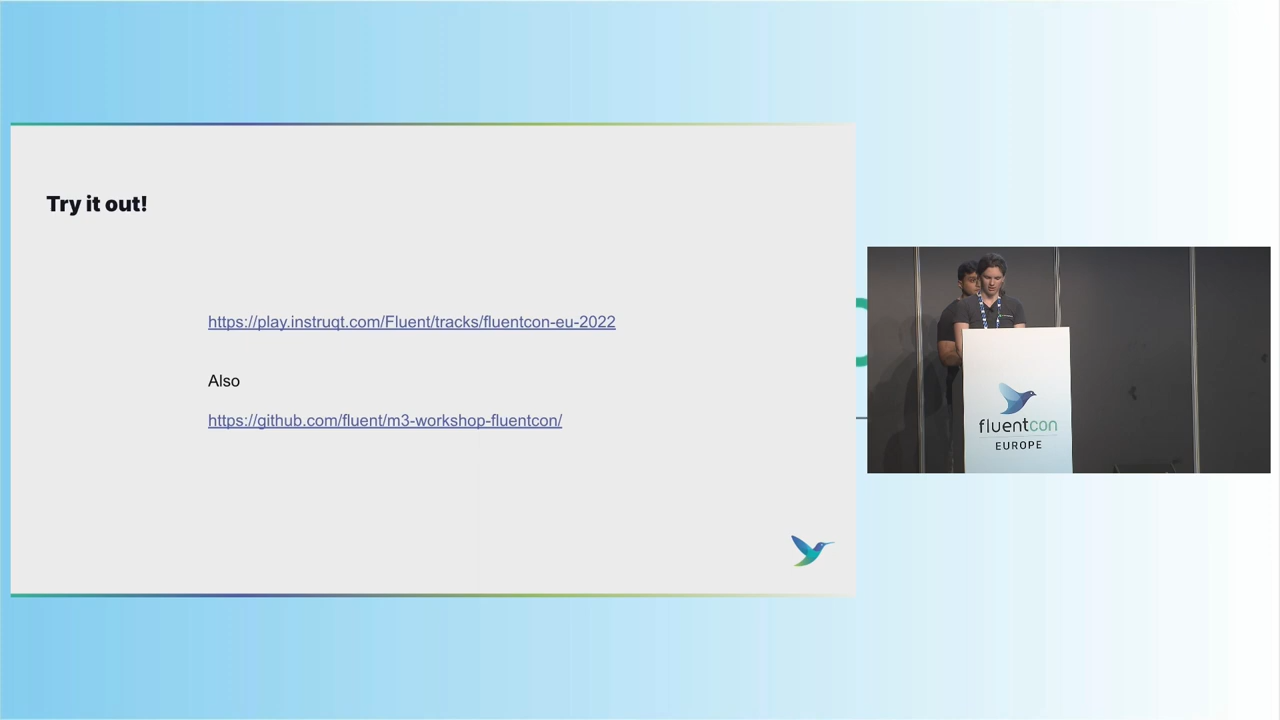 Try it out!
https://play.instruqt.com/Fluent/tracks/fluentcon-eu-2022
Also
https://github.com/fluent/m3-workshop-fluentcon/
fluentcon
EUROPE